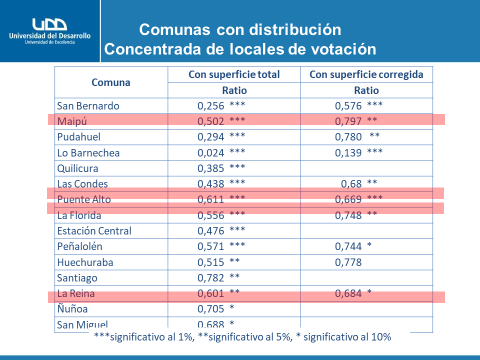 UDD
Universidad del Desarrollo
Universidad de Excelencia
Comunas con distribución
Concentrada de locales de votación
Comuna Con superficie total Con superficie corregida
Ratio Ratio
San Bernardo 0,256 *** 0,576 ***
Maipú 0,502 *** 0,797 **
Pudahuel 0,294 *** 0,780 **
Lo Barnechea 0,024 *** 0,139 ***
Quilicura 0,385 ***
Las Condes 0,438 *** 0,68 **
Puente Alto 0,611 *** 0,669 ***
La Florida 0,556 *** 0,748 **
Estación Central 0,476 ***
Peñalolén 0,571 *** 0,744 *
Huechuraba 0,515 ** 0,778
Santiago 0,782 **
La Reina 0,601 ** 0,684 *
Ñuñoa 0,705 *
San Miguel 0,688 *
***significativo al 1%, **significativo al 5%, * significativo al 10%